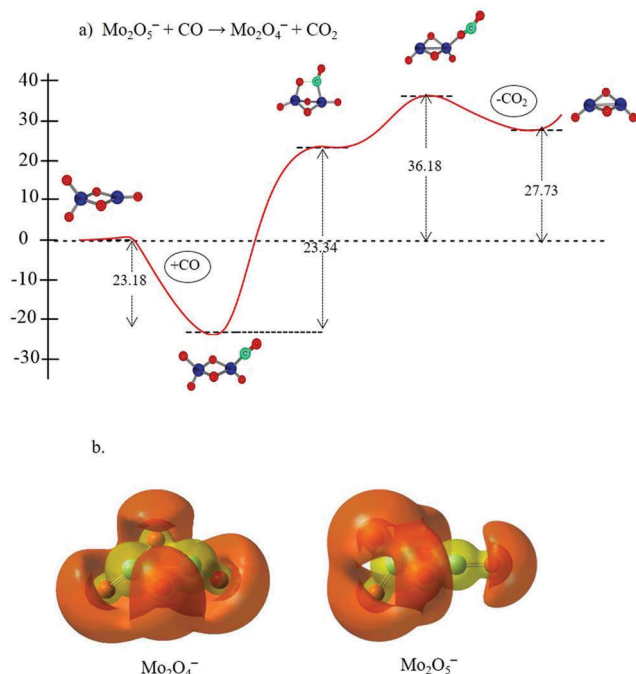 a) Mo₂O₅⁻ + CO → Mo₂O₄⁻ + CO₂
40
30
20
10
0
-10
-20
-30
-CO₂
36.18
27.73
23.34
23.18
+CO
C
C
C
b.
Mo₂O₄⁻
Mo₂O₅⁻